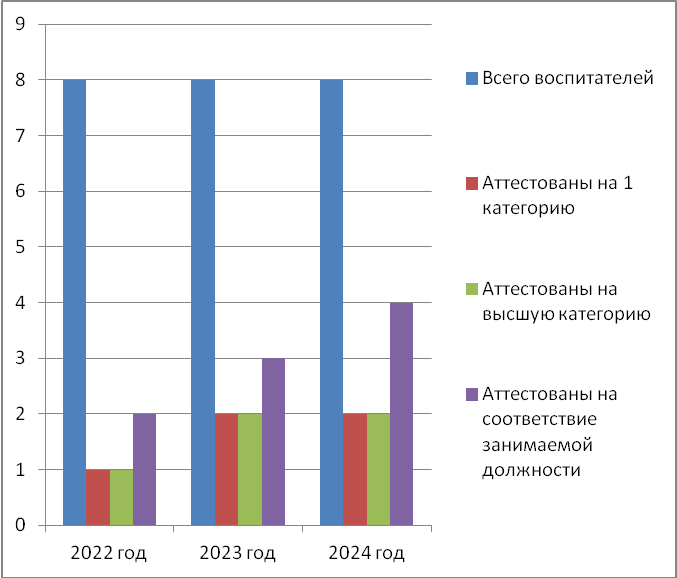 9
8
7
6
5
4
3
2
1
0
2022 год
2023 год
2024 год
Всего воспитателей
Аттестованы на 1
категорию
Аттестованы на
высшую категорию
Аттестованы на
соответствие
занимаемой
должности